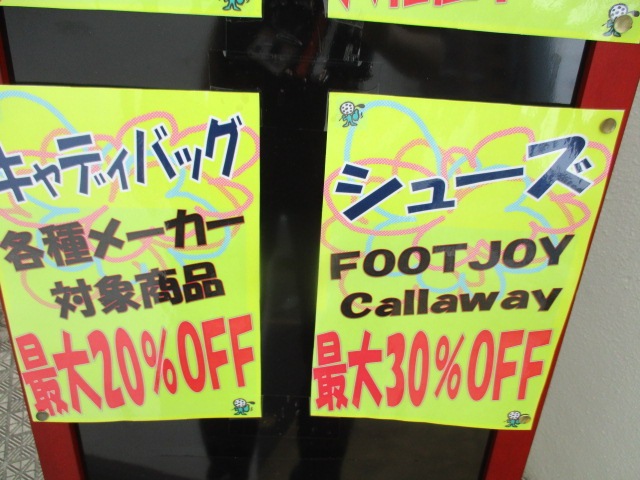 キャディバッグ
各種メーカー
対象商品
最大20%OFF
シューズ
FOOTJOY
Callaway
最大30%OFF